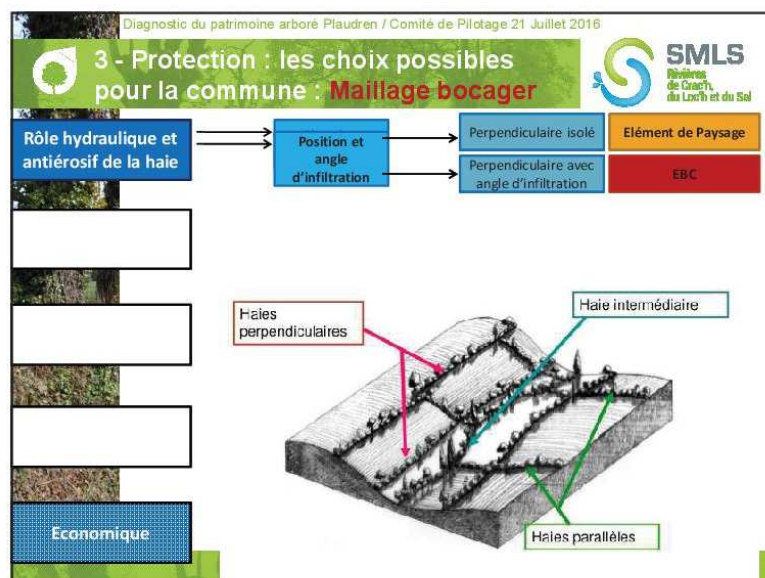 Diagnostic du patrimoine arboré Plaudren / Comité de Pilotage 21 Juillet 2016
3 - Protection : les choix possibles
pour la commune : Maillage bocager
SMLS
Rivières
de Crac'h,
du Loc'h et du Sal
Rôle hydraulique et
antiérosif de la haie
Position et
angle
d'infiltration
Perpendiculaire isolé
Elément de Paysage
Perpendiculaire avec
angle d'infiltration
EBC
Haies
perpendiculaires
Haie intermédiaire
Haies parallèles
Economique